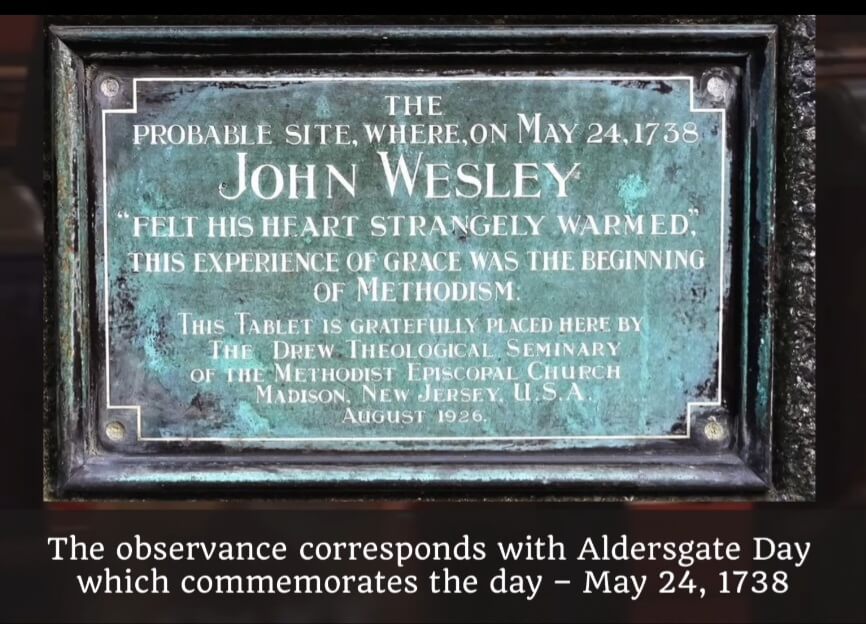 THE
PROBABLE SITE, WHERE, ON MAY 24, 1738
JOHN WESLEY
"FELT HIS HEART STRANGELY WARMED,"
THIS EXPERIENCE OF GRACE WAS THE BEGINNING
OF METHODISM.
THIS TABLET IS GRATEFULLY PLACED HERE BY
THE DREW THEOLOGICAL SEMINARY
OF THE METHODIST EPISCOPAL CHURCH
MADISON, NEW JERSEY, U.S.A.
AUGUST 1926.
The observance corresponds with Aldersgate Day
which commemorates the day – May 24, 1738